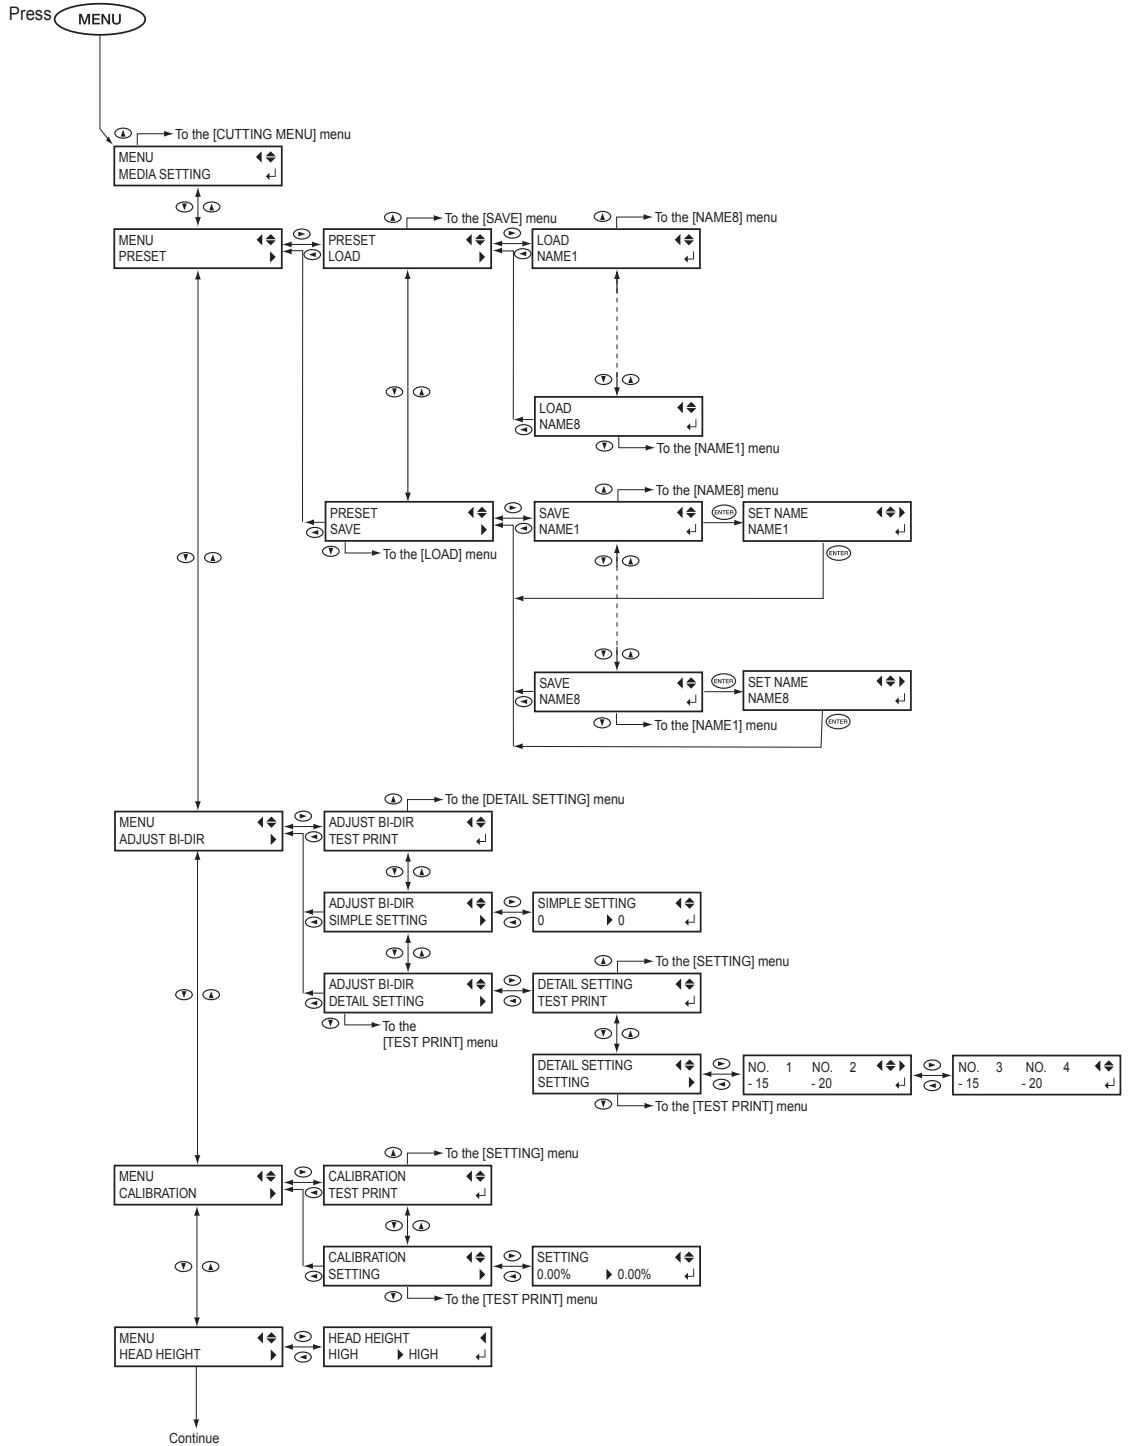 Press MENU
To the [CUTTING MENU] menu
MENU
MEDIA SETTING
To the [SAVE] menu
To the [NAME8] menu
MENU
PRESET
PRESET
LOAD
LOAD
NAME1
LOAD
NAME8
To the [NAME1] menu
To the [NAME8] menu
PRESET
SAVE
SAVE
NAME1
ENTER
SET NAME
NAME1
To the [LOAD] menu
ENTER
SAVE
NAME8
ENTER
SET NAME
NAME8
To the [NAME1] menu
ENTER
To the [DETAIL SETTING] menu
MENU
ADJUST BI-DIR
ADJUST BI-DIR
TEST PRINT
ADJUST BI-DIR
SIMPLE SETTING
SIMPLE SETTING
0 0
To the [SETTING] menu
ADJUST BI-DIR
DETAIL SETTING
DETAIL SETTING
TEST PRINT
To the
[TEST PRINT] menu
DETAIL SETTING
SETTING
NO. 1 NO. 2
- 15 - 20
NO. 3 NO. 4
- 15 - 20
To the [TEST PRINT] menu
To the [SETTING] menu
MENU
CALIBRATION
CALIBRATION
TEST PRINT
CALIBRATION
SETTING
SETTING
0.00% 0.00%
To the [TEST PRINT] menu
MENU
HEAD HEIGHT
HEAD HEIGHT
HIGH HIGH
Continue